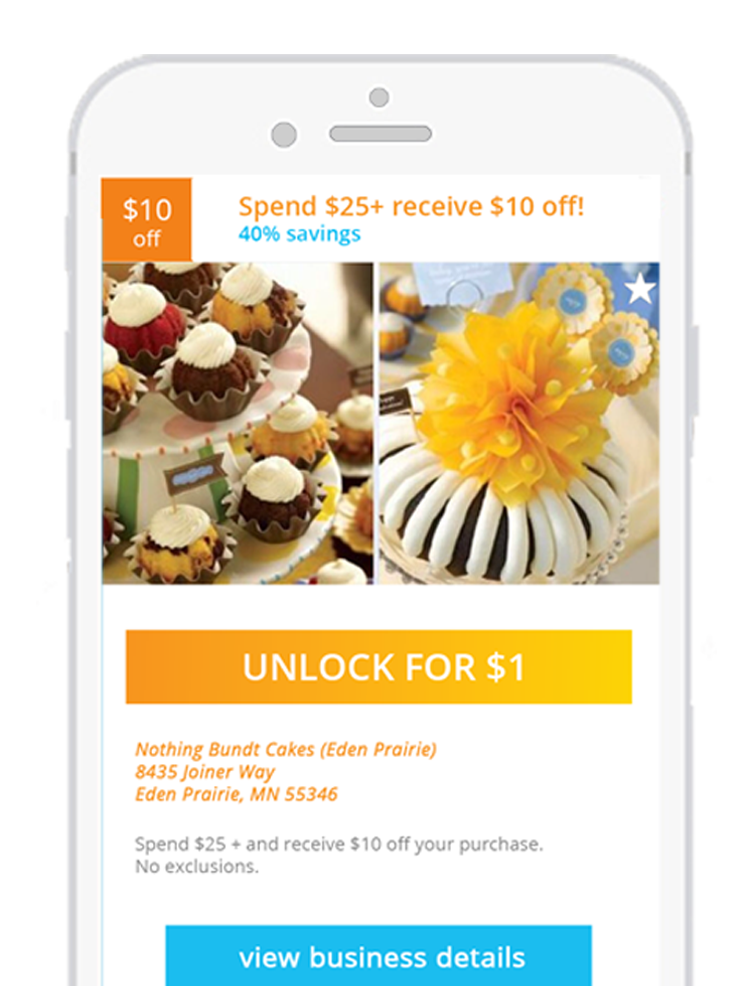 $10
off
Spend $25+ receive $10 off!
40% savings
UNLOCK FOR $1
Nothing Bundt Cakes (Eden Prairie)
8435 Joiner Way
Eden Prairie, MN 55346
Spend $25 + and receive $10 off your purchase.
No exclusions.
view business details